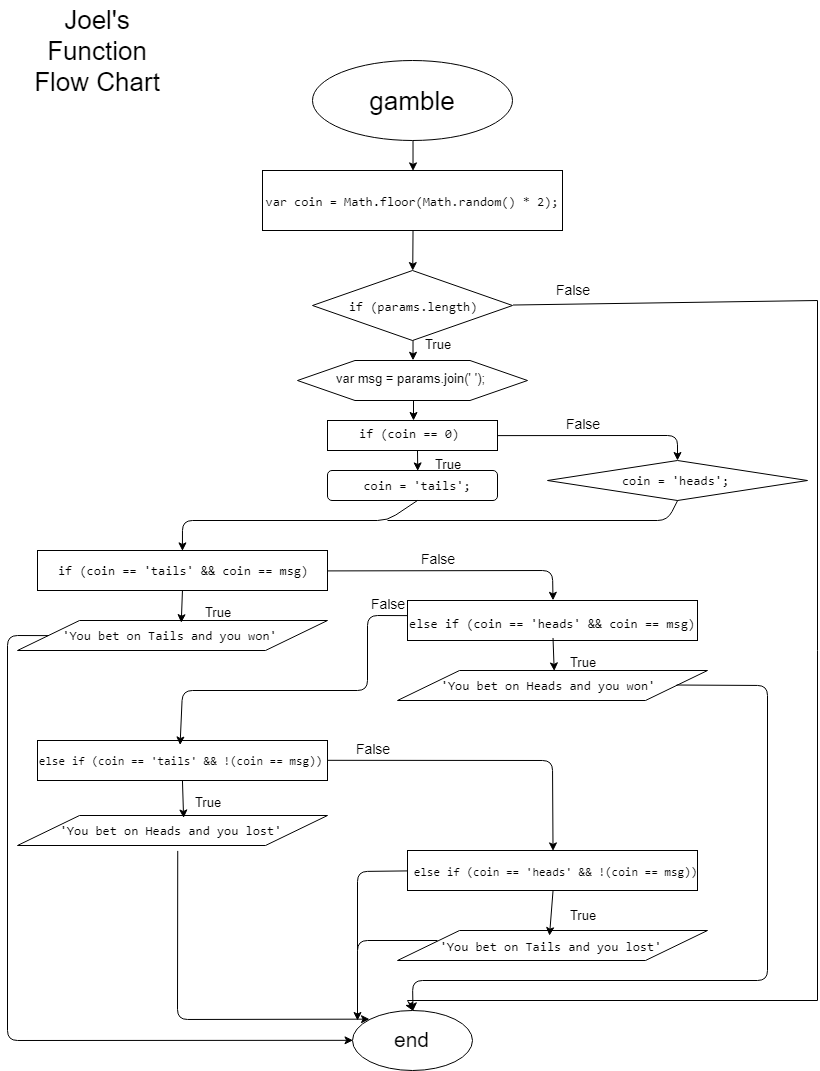 Joel's
Function
Flow Chart
gamble
var coin = Math.floor(Math.random() * 2);
if (params.length)
False
True
var msg = params.join(' ');
if (coin == 0)
False
True
coin = 'tails';
coin = 'heads';
if (coin == 'tails' && coin == msg)
False
True
'You bet on Tails and you won'
False
else if (coin == 'heads' && coin == msg)
True
'You bet on Heads and you won'
else if (coin == 'tails' && !(coin == msg))
False
True
'You bet on Heads and you lost'
else if (coin == 'heads' && !(coin == msg))
True
'You bet on Tails and you lost'
end